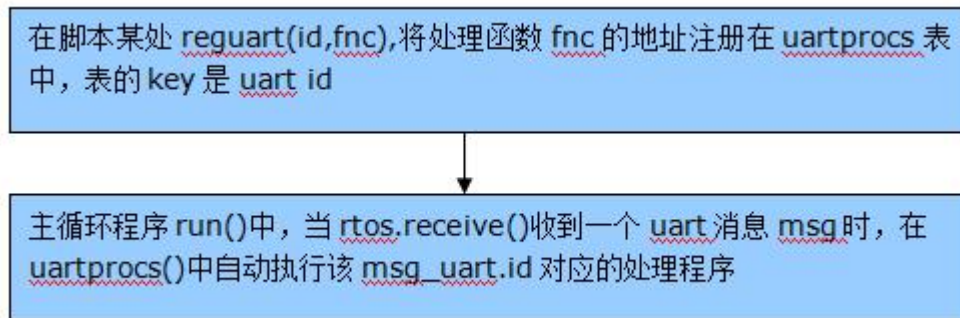 在脚本某处 reguart(id,fnc),将处理函数 fnc 的地址注册在 uartprocs 表
中，表的 key 是 uart id
主循环程序 run()中，当 rtos.receive()收到一个 uart 消息 msg 时，在
uartprocs()中自动执行该 msg_uart.id 对应的处理程序